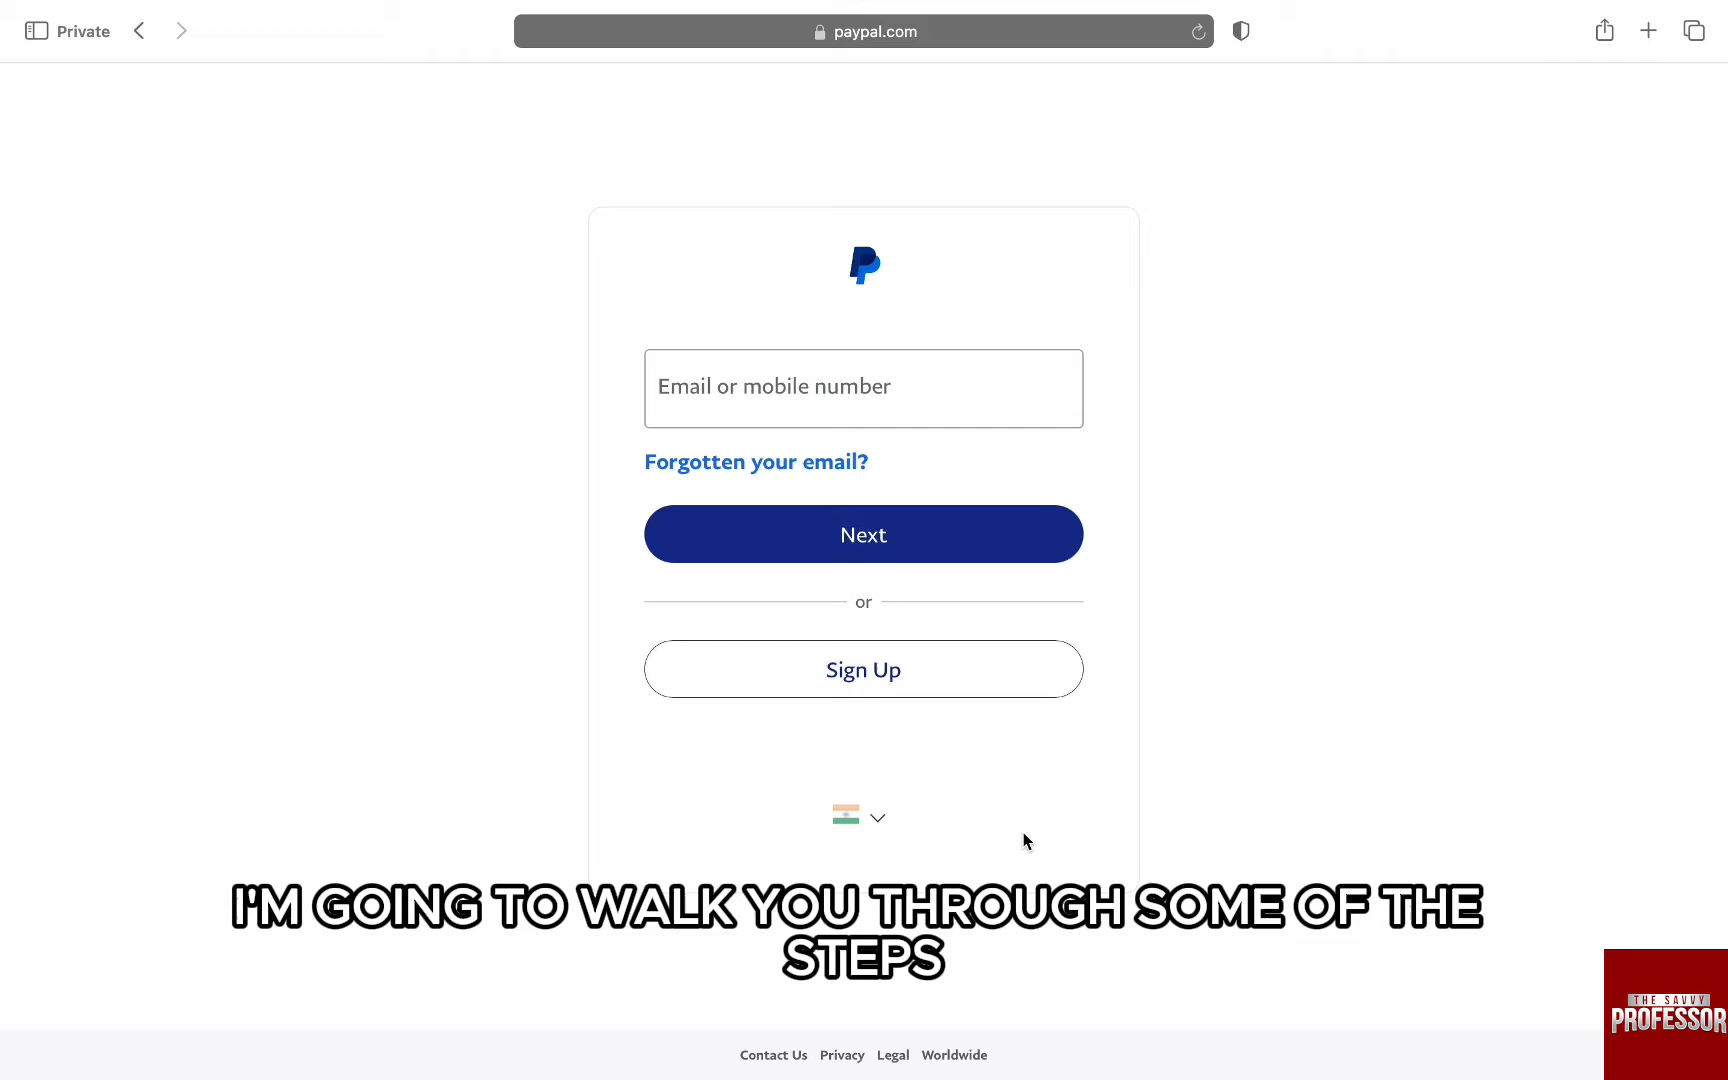 Private
paypal.com
Email or mobile number
Forgotten your email?
Next
or
Sign Up
I'M GOING TO WALK YOU THROUGH SOME OF THE
STEPS
THE SAVVY
PROFESSOR
Contact Us Privacy Legal Worldwide